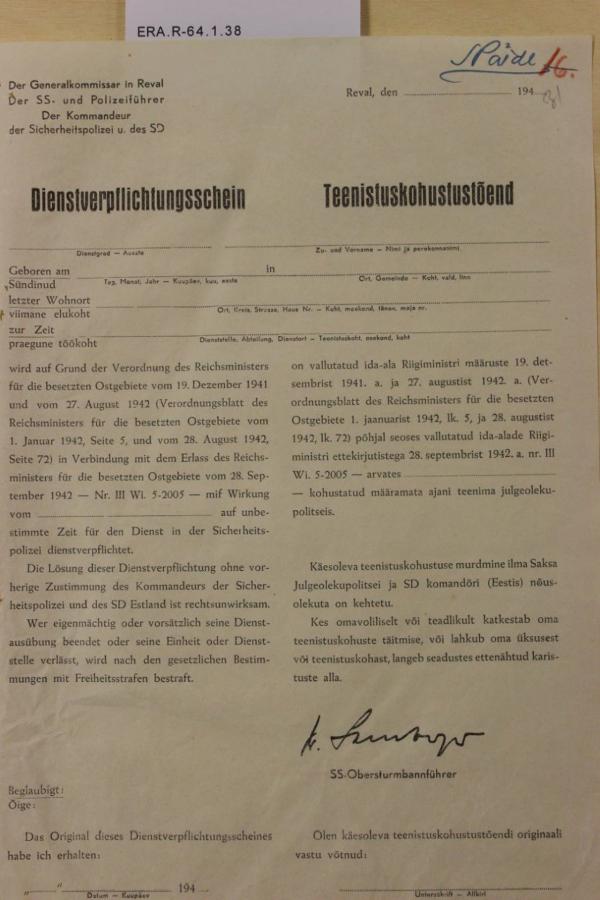 ERA.R-64.1.38
Näide 16.
Der Generalkommissar in Reval
Der SS- und Polizeiführer
Der Kommandeur
der Sicherheitspolizei u. des SD
Reval, den 194
31
Dienstverpflichtungsschein
Teenistuskohustustõend
Dienstgrad — Auaste
Zu- und Vorname — Nimi ja perekonnanimi
Geboren am in
Sündinud
Tag, Monat, Jahr — Kuupäev, kuu, aasta
Ort, Gemeinde — Koht, vald, linn
letzter Wohnort
viimane elukoht
Ort, Kreis, Strasse, Haus Nr. — Koht, maakond, tänav, maja nr.
zur Zeit
praegune töökoht
Dienststelle, Abteilung, Dienstort — Teenistuskoht, osakond, koht
wird auf Grund der Verordnung des Reichsministers
für die besetzten Ostgebiete vom 19. Dezember 1941
und vom 27. August 1942 (Verordnungsblatt des
Reichsministers für die besetzten Ostgebiete vom
1. Januar 1942, Seite 5, und vom 28. August 1942,
Seite 72) in Verbindung mit dem Erlass des Reichs-
ministers für die besetzten Ostgebiete vom 28. Sep-
tember 1942 — Nr. III Wi. 5-2005 — mit Wirkung
vom auf unbe-
stimmte Zeit für den Dienst in der Sicherheits-
polizei dienstverpflichtet.
Die Lösung dieser Dienstverpflichtung ohne vor-
herige Zustimmung des Kommandeurs der Sicher-
heitspolizei und des SD Estland ist rechtsunwirksam.
Wer eigenmächtig oder vorsätzlich seine Dienst-
ausübung beendet oder seine Einheit oder Dienst-
stelle verlässt, wird nach den gesetzlichen Bestim-
mungen mit Freiheitsstrafen bestraft.
on vallutatud ida-ala Riigiministri määruste 19. det-
sembrist 1941. a. ja 27. augustist 1942. a. (Ver-
ordnungsblatt des Reichsministers für die besetzten
Ostgebiete 1. jaanuarist 1942, lk. 5, ja 28. augustist
1942, lk. 72) põhjal seoses vallutatud ida-alade Riigi-
ministri ettekirjutistega 28. septembrist 1942. a. nr. III
Wi. 5-2005 — arvates
— kohustatud määramata ajani teenima julgeoleku-
politseis.
Käesoleva teenistuskohustuse murdmine ilma Saksa
Julgeolekupolitsei ja SD komandöri (Eestis) nõus-
olekuta on kehtetu.
Kes omavoliliselt või teadlikult katkestab oma
teenistuskohuste täitmise, või lahkub oma üksusest
või teenistuskohast, langeb seadustes ettenähtud karis-
tuste alla.
SS-Obersturmbannführer
Beglaubigt:
Õige:
Das Original dieses Dienstverpflichtungsscheines
habe ich erhalten:
„ " 194
Datum — Kuupäev
Olen käesoleva teenistuskohustustõendi originaali
vastu võtnud:
Unterschrift — Allkiri